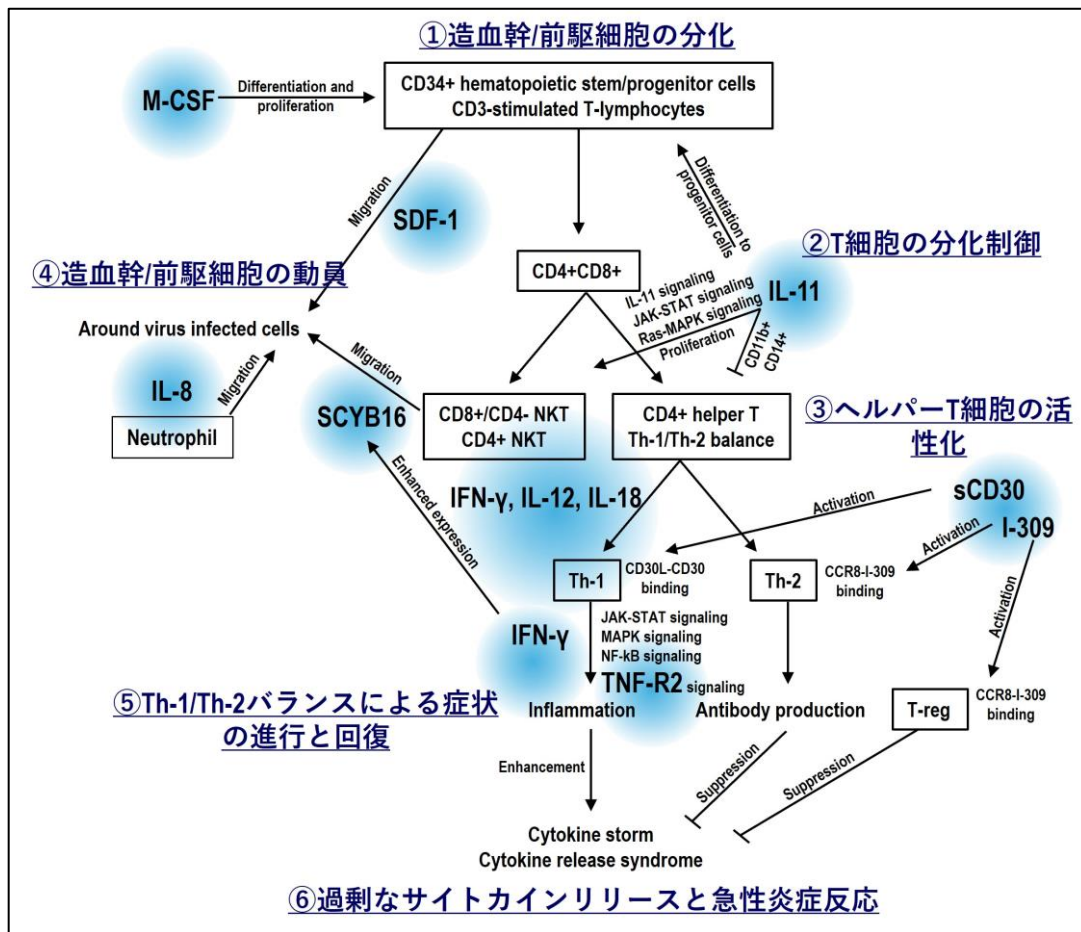 ①造血幹/前駆細胞の分化
CD34+ hematopoietic stem/progenitor cells
CD3-stimulated T-lymphocytes
M-CSF
Differentiation and
proliferation
Migration
SDF-1
Differentiation to
progenitor cells
②T細胞の分化制御
④造血幹/前駆細胞の動員
CD4+CD8+
IL-11 signaling
JAK-STAT signaling
Ras-MAPK signaling
Proliferation
IL-11
CD11b+
CD14+
Around virus infected cells
IL-8
Migration
Neutrophil
Migration
SCYB16
CD8+/CD4- NKT
CD4+ NKT
CD4+ helper T
Th-1/Th-2 balance
③ヘルパーT細胞の活
性化
Enhanced expression
IFN-γ, IL-12, IL-18
sCD30
I-309
Activation
Activation
Activation
Th-1
CD30L-CD30
binding
Th-2
CCR8-I-309
binding
IFN-γ
JAK-STAT signaling
MAPK signaling
NF-kB signaling
TNF-R2 signaling
Inflammation
Antibody production
T-reg
CCR8-I-309
binding
⑤Th-1/Th-2バランスによる症状
の進行と回復
Enhancement
Suppression
Suppression
Cytokine storm
Cytokine release syndrome
⑥過剰なサイトカインリリースと急性炎症反応